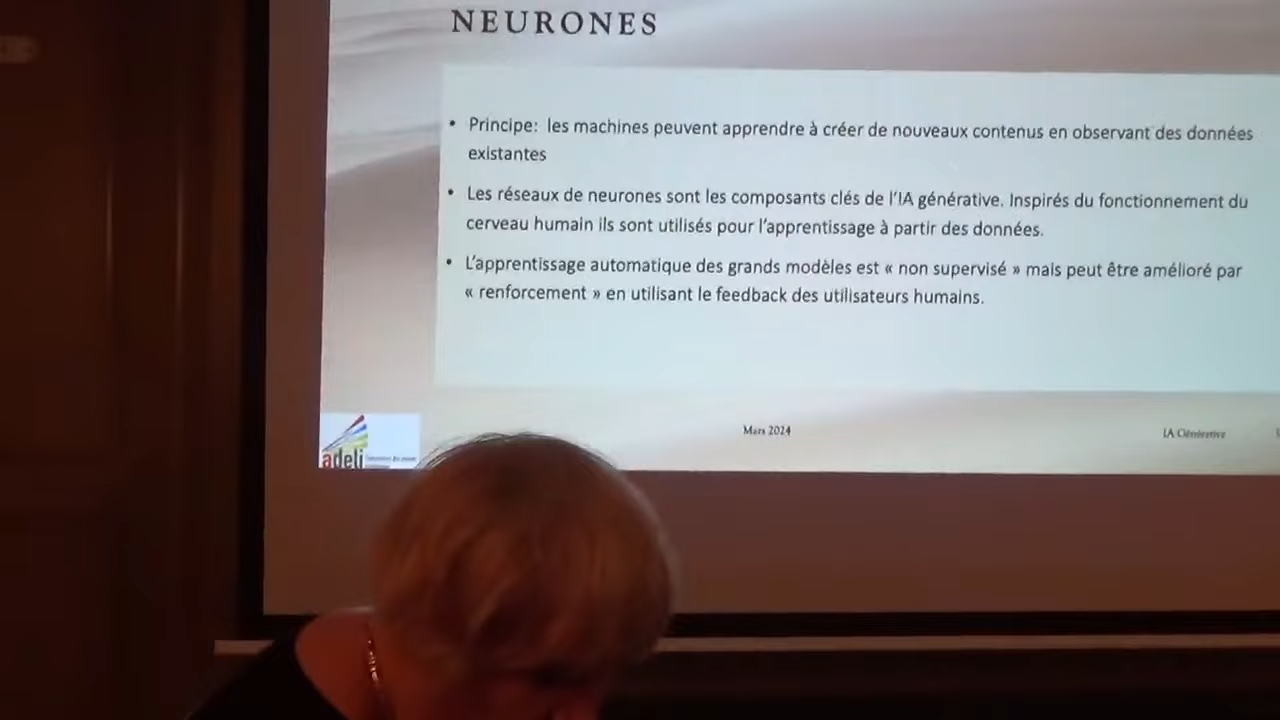 NEURONES
• Principe: les machines peuvent apprendre à créer de nouveaux contenus en observant des données
existantes
• Les réseaux de neurones sont les composants clés de l'IA générative. Inspirés du fonctionnement du
cerveau humain ils sont utilisés pour l'apprentissage à partir des données.
• L'apprentissage automatique des grands modèles est « non supervisé » mais peut être amélioré par
« renforcement » en utilisant le feedback des utilisateurs humains.
adeli
Mars 2024
IA Générative